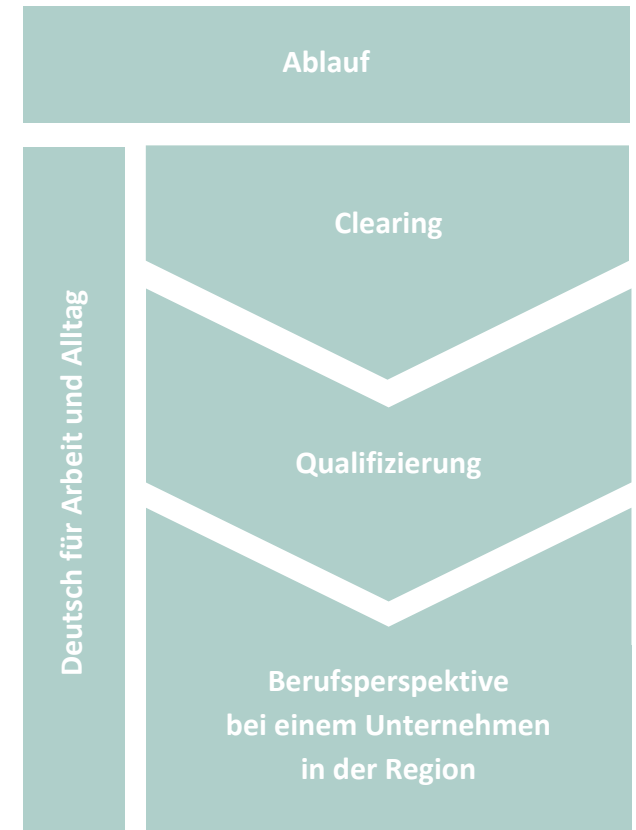 Ablauf
Deutsch für Arbeit und Alltag
Clearing
Qualifizierung
Berufsperspektive
bei einem Unternehmen
in der Region